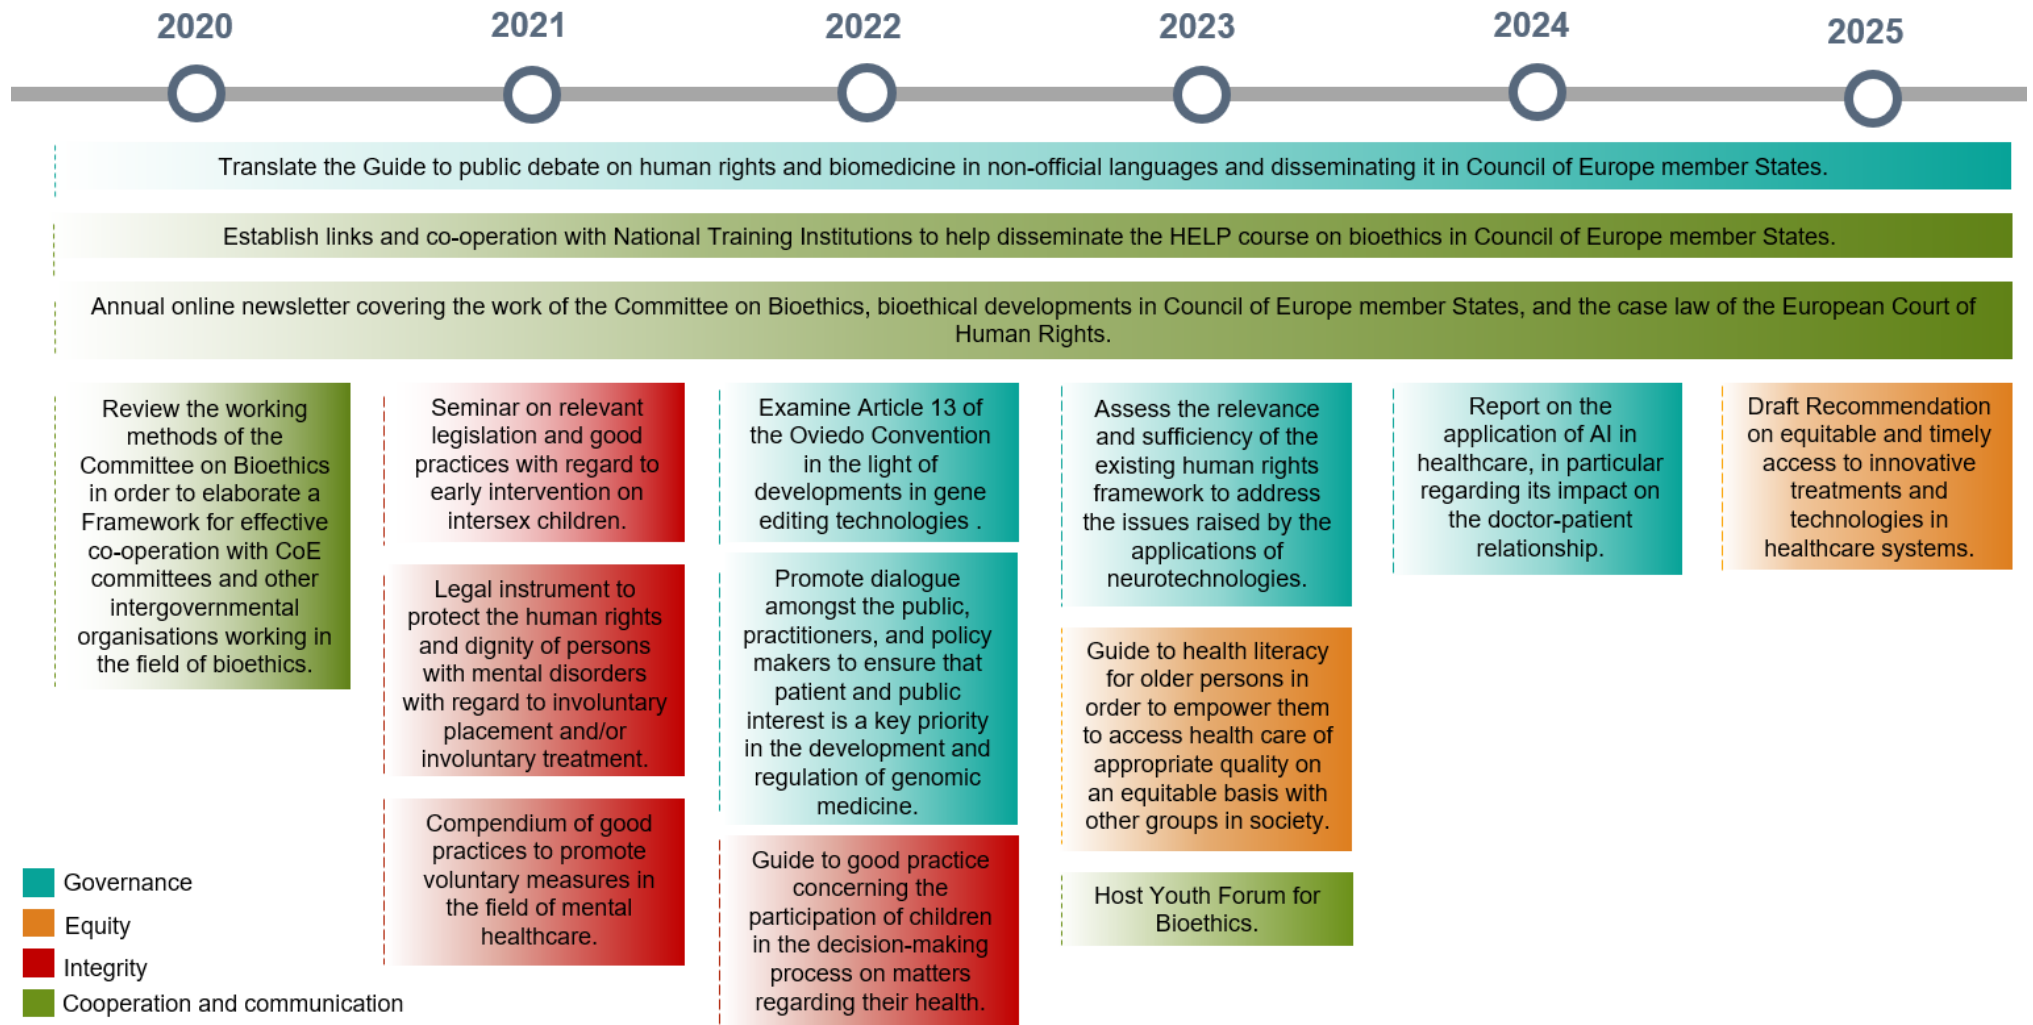 2020
2021
2022
2023
2024
2025
Translate the Guide to public debate on human rights and biomedicine in non-official languages and disseminating it in Council of Europe member States.
Establish links and co-operation with National Training Institutions to help disseminate the HELP course on bioethics in Council of Europe member States.
Annual online newsletter covering the work of the Committee on Bioethics, bioethical developments in Council of Europe member States, and the case law of the European Court of
Human Rights.
Review the working
methods of the
Committee on Bioethics
in order to elaborate a
Framework for effective
co-operation with CoE
committees and other
intergovernmental
organisations working in
the field of bioethics.
Seminar on relevant
legislation and good
practices with regard to
early intervention on
intersex children.
Legal instrument to
protect the human rights
and dignity of persons
with mental disorders
with regard to involuntary
placement and/or
involuntary treatment.
Compendium of good
practices to promote
voluntary measures in
the field of mental
healthcare.
Examine Article 13 of
the Oviedo Convention
in the light of
developments in gene
editing technologies .
Promote dialogue
amongst the public,
practitioners, and policy
makers to ensure that
patient and public
interest is a key priority
in the development and
regulation of genomic
medicine.
Guide to good practice
concerning the
participation of children
in the decision-making
process on matters
regarding their health.
Assess the relevance
and sufficiency of the
existing human rights
framework to address
the issues raised by the
applications of
neurotechnologies.
Guide to health literacy
for older persons in
order to empower them
to access health care of
appropriate quality on
an equitable basis with
other groups in society.
Host Youth Forum for
Bioethics.
Report on the
application of AI in
healthcare, in particular
regarding its impact on
the doctor-patient
relationship.
Draft Recommendation
on equitable and timely
access to innovative
treatments and
technologies in
healthcare systems.
Governance
Equity
Integrity
Cooperation and communication